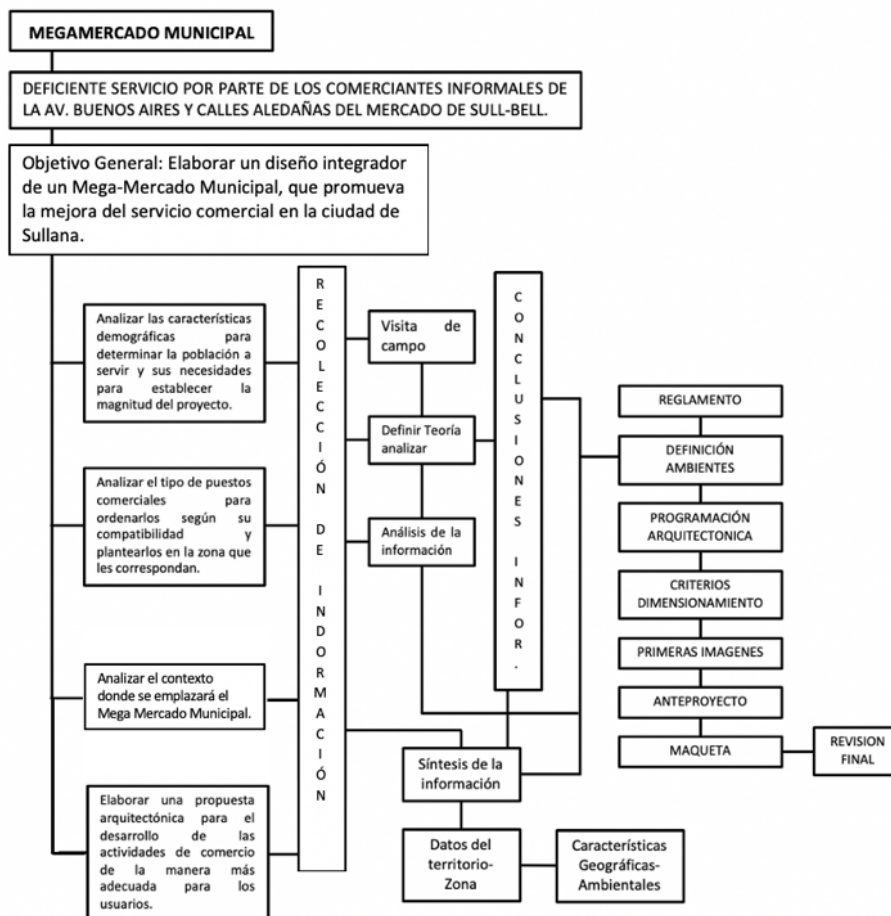 MEGAMERCADO MUNICIPAL
DEFICIENTE SERVICIO POR PARTE DE LOS COMERCIANTES INFORMALES DE
LA AV. BUENOS AIRES Y CALLES ALEDAÑAS DEL MERCADO DE SULL-BELL.
Objetivo General: Elaborar un diseño integrador
de un Mega-Mercado Municipal, que promueva
la mejora del servicio comercial en la ciudad de
Sullana.
Analizar las características
demográficas para
determinar la población a
servir y sus necesidades
para establecer la
magnitud del proyecto.
Analizar el tipo de puestos
comerciales para
ordenarlos según su
compatibilidad y
plantearlos en la zona que
les correspondan.
Analizar el contexto
donde se emplazará el
Mega Mercado Municipal.
Elaborar una propuesta
arquitectónica para el
desarrollo de las
actividades de comercio
de la manera más
adecuada para los
usuarios.
RECOLECCIÓN DE INDORMACIÓN
Visita de
campo
Definir Teoría
analizar
Análisis de la
información
CONCLUSIONES INFOR.
Síntesis de la
información
Datos del
territorio-
Zona
Características
Geográficas-
Ambientales
REGLAMENTO
DEFINICIÓN
AMBIENTES
PROGRAMACIÓN
ARQUITECTONICA
CRITERIOS
DIMENSIONAMIENTO
PRIMERAS IMAGENES
ANTEPROYECTO
MAQUETA
REVISION
FINAL